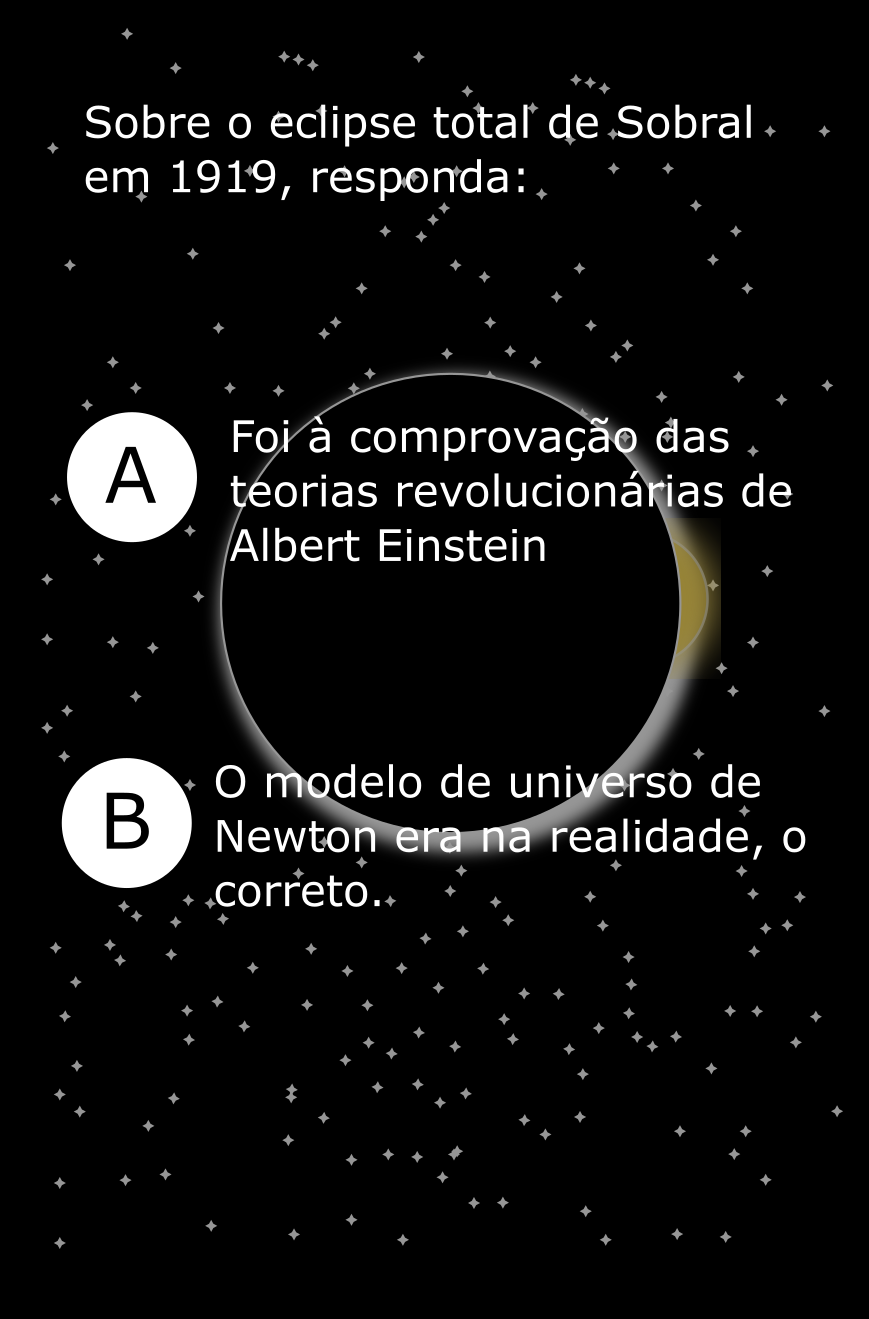 Sobre o eclipse total de Sobral
em 1919, responda:
A
Foi à comprovação das
teorias revolucionárias de
Albert Einstein
B
O modelo de universo de
Newton era na realidade, o
correto.